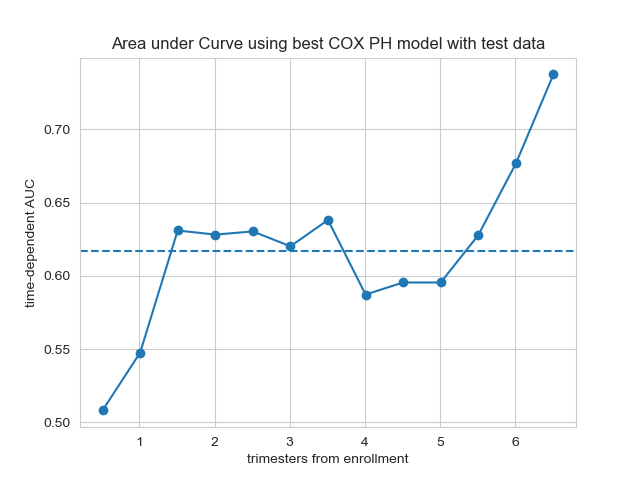 Area under Curve using best COX PH model with test data
time-dependent AUC
0.70
0.65
0.60
0.55
0.50
1 2 3 4 5 6
trimesters from enrollment